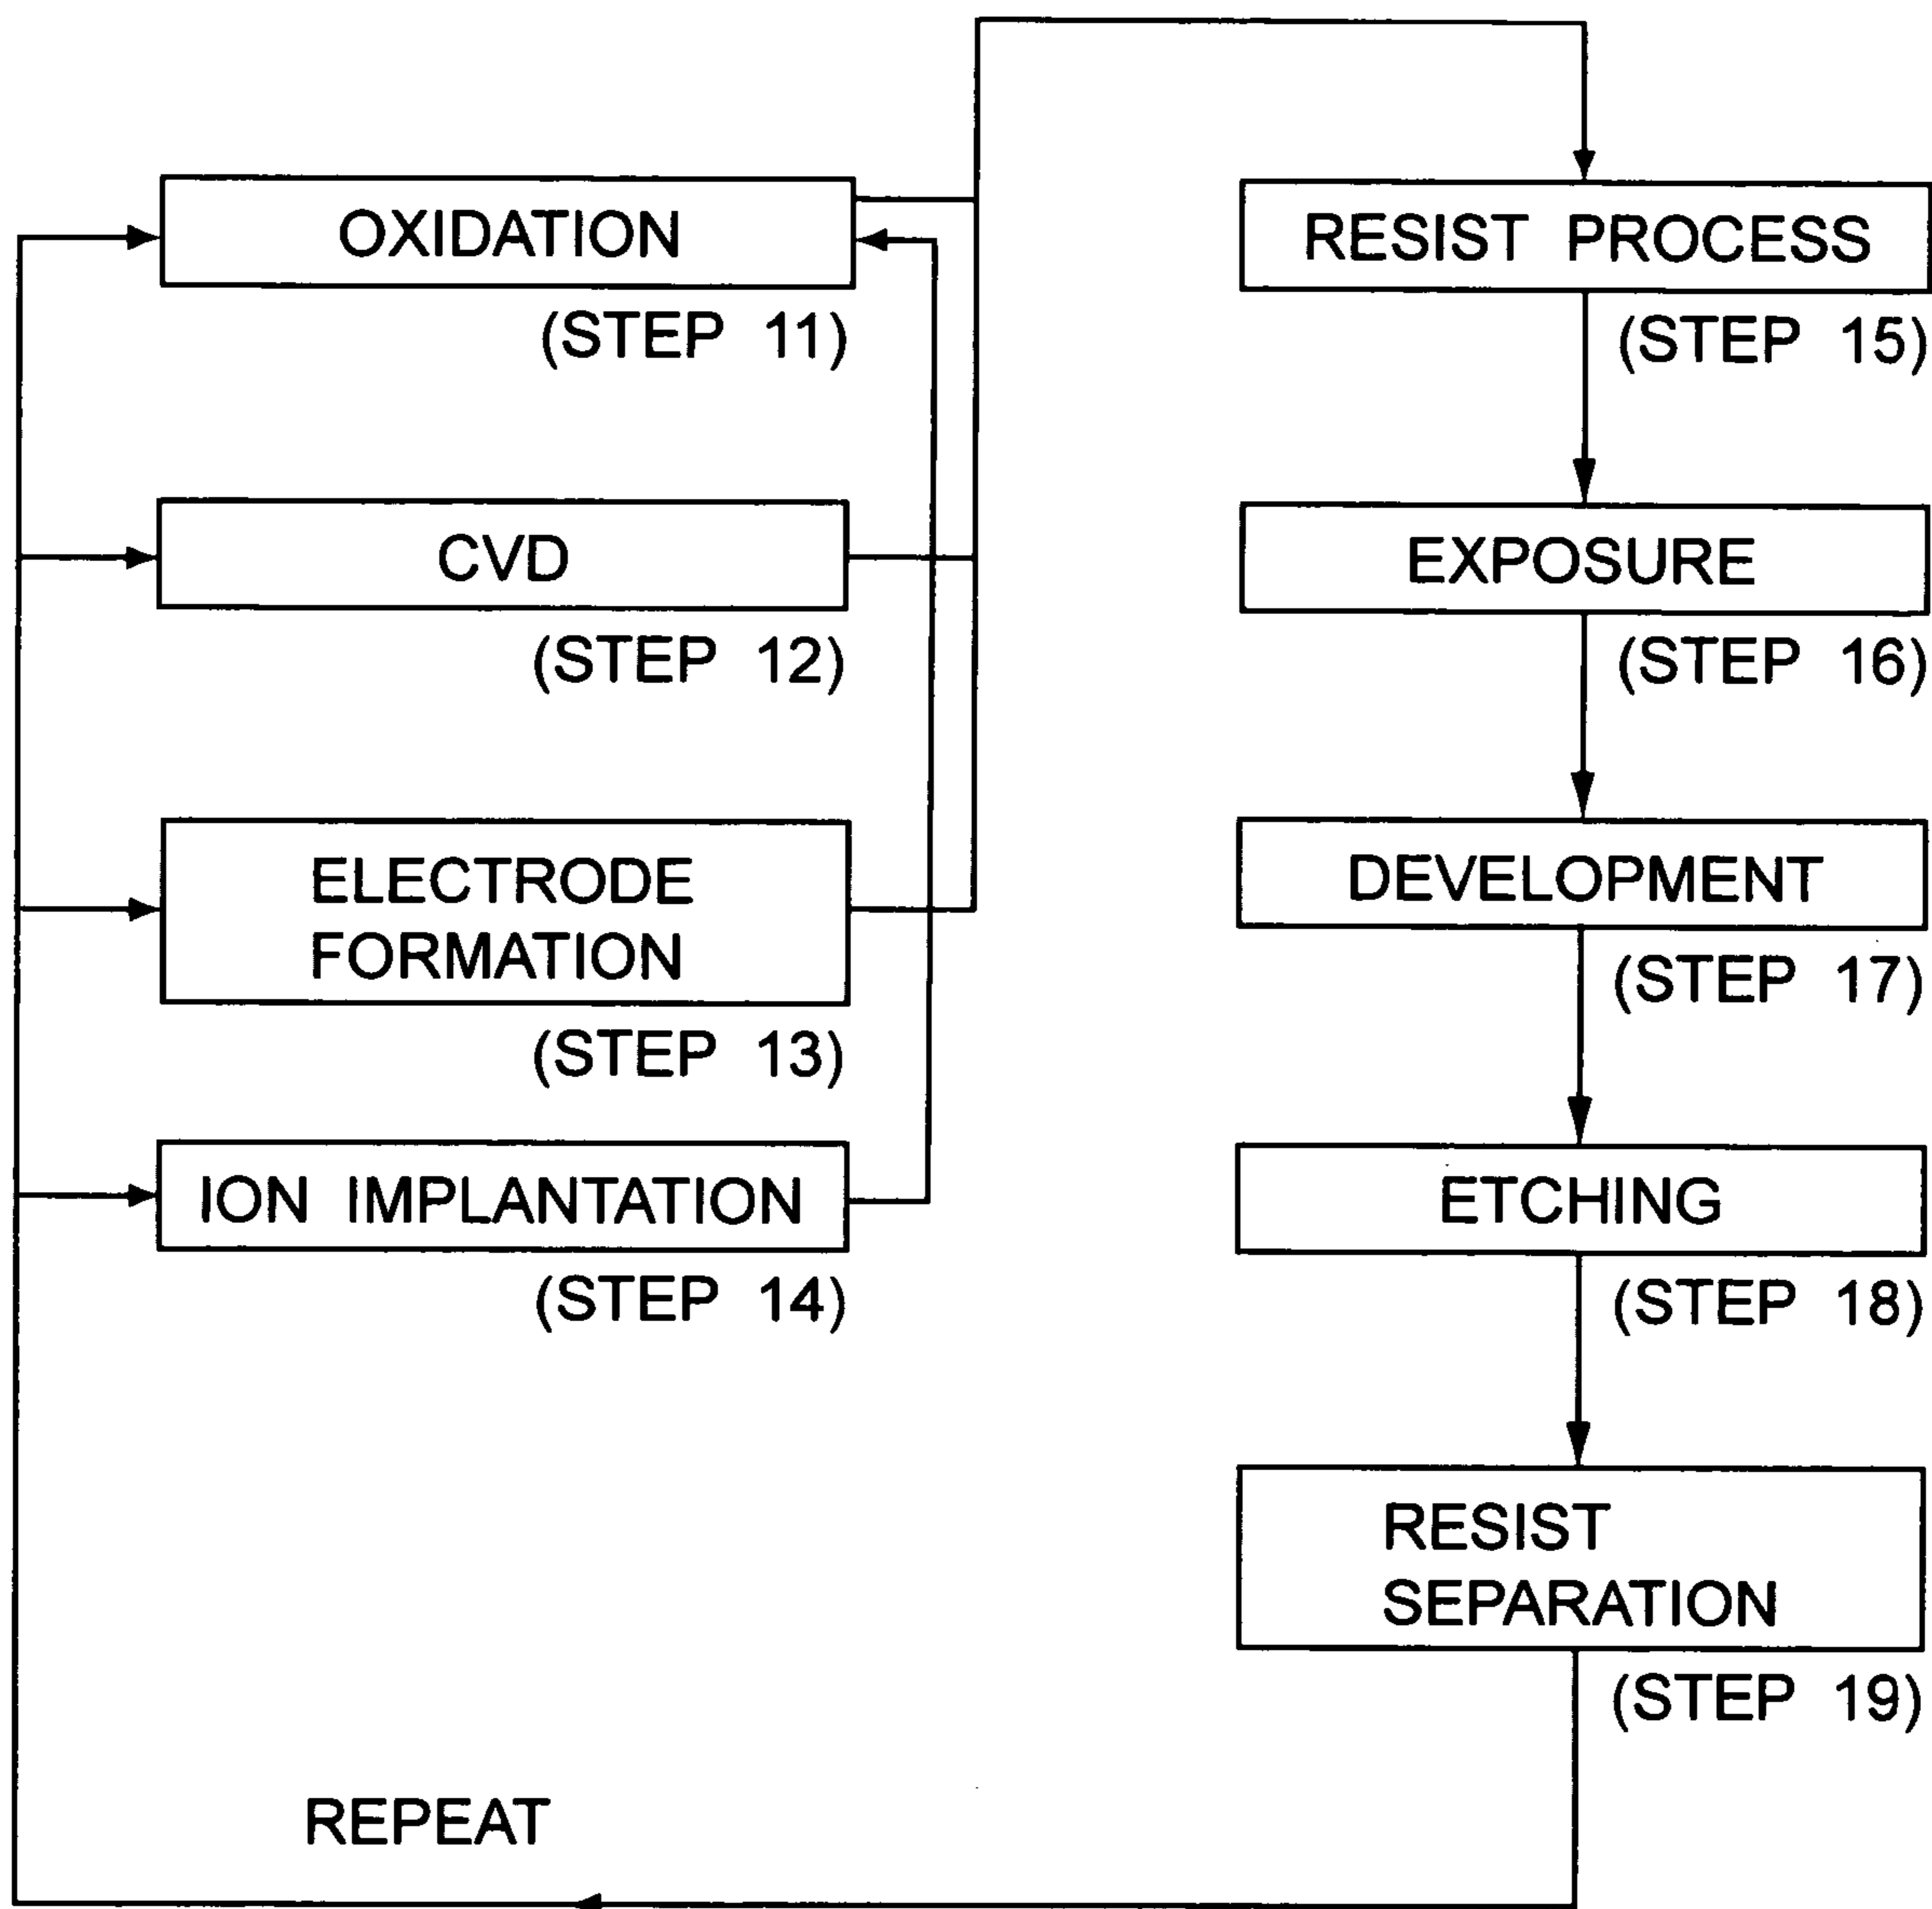 OXIDATION
(STEP 11)
CVD
(STEP 12)
ELECTRODE
FORMATION
(STEP 13)
ION IMPLANTATION
(STEP 14)
RESIST PROCESS
(STEP 15)
EXPOSURE
(STEP 16)
DEVELOPMENT
(STEP 17)
ETCHING
(STEP 18)
RESIST
SEPARATION
(STEP 19)
REPEAT